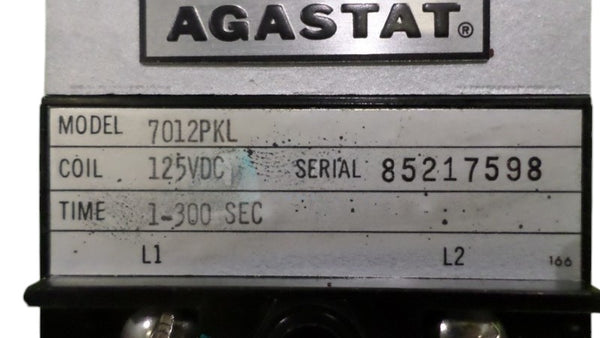 AGASTAT®
MODEL 7012PKL
COIL 125VDC SERIAL 85217598
TIME 1-300 SEC
L1 L2 166